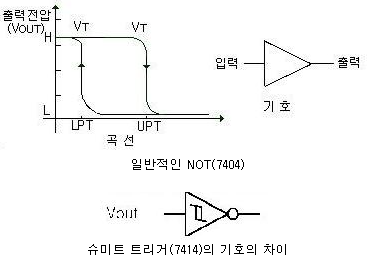 출력전압
(VOUT)
VT
VT
H
L
LPT
UPT
곡 선
입력
출력
기 호
일반적인 NOT(7404)
Vout
슈미트 트리거(7414)의 기호의 차이